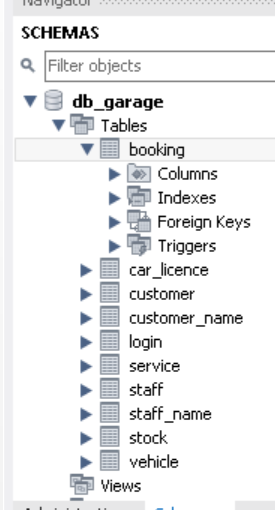 Navigator
SCHEMAS
Filter objects
db_garage
Tables
booking
Columns
Indexes
Foreign Keys
Triggers
car_licence
customer
customer_name
login
service
staff
staff_name
stock
vehicle
Views